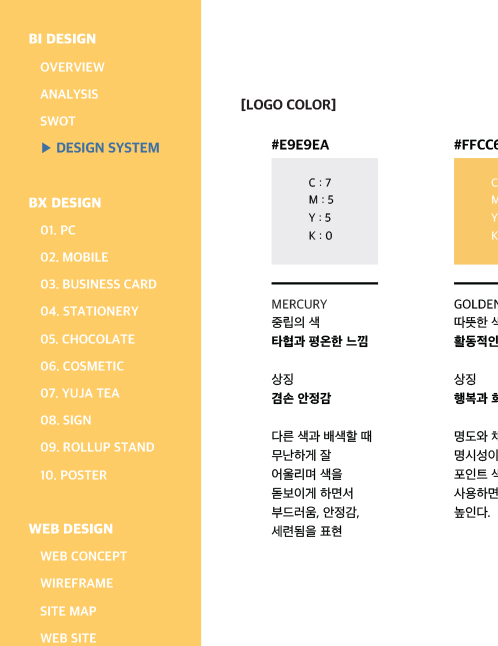 BI DESIGN
OVERVIEW
ANALYSIS
SWOT
▶ DESIGN SYSTEM
BX DESIGN
01. PC
02. MOBILE
03. BUSINESS CARD
04. STATIONERY
05. CHOCOLATE
06. COSMETIC
07. YUJA TEA
08. SIGN
09. ROLLUP STAND
10. POSTER
WEB DESIGN
WEB CONCEPT
WIREFRAME
SITE MAP
WEB SITE
[LOGO COLOR]
#E9E9EA
C : 7
M : 5
Y : 5
K : 0
MERCURY
중립의 색
타협과 평온한 느낌
상징
겸손 안정감
다른 색과 배색할 때
무난하게 잘
어울리며 색을
돋보이게 하면서
부드러움, 안정감,
세련됨을 표현
#FFCC6
C
M
Y
K
GOLDEN
따뜻한
활동적인
상징
행복과
명도와
명시성이
포인트
사용하면
높인다.